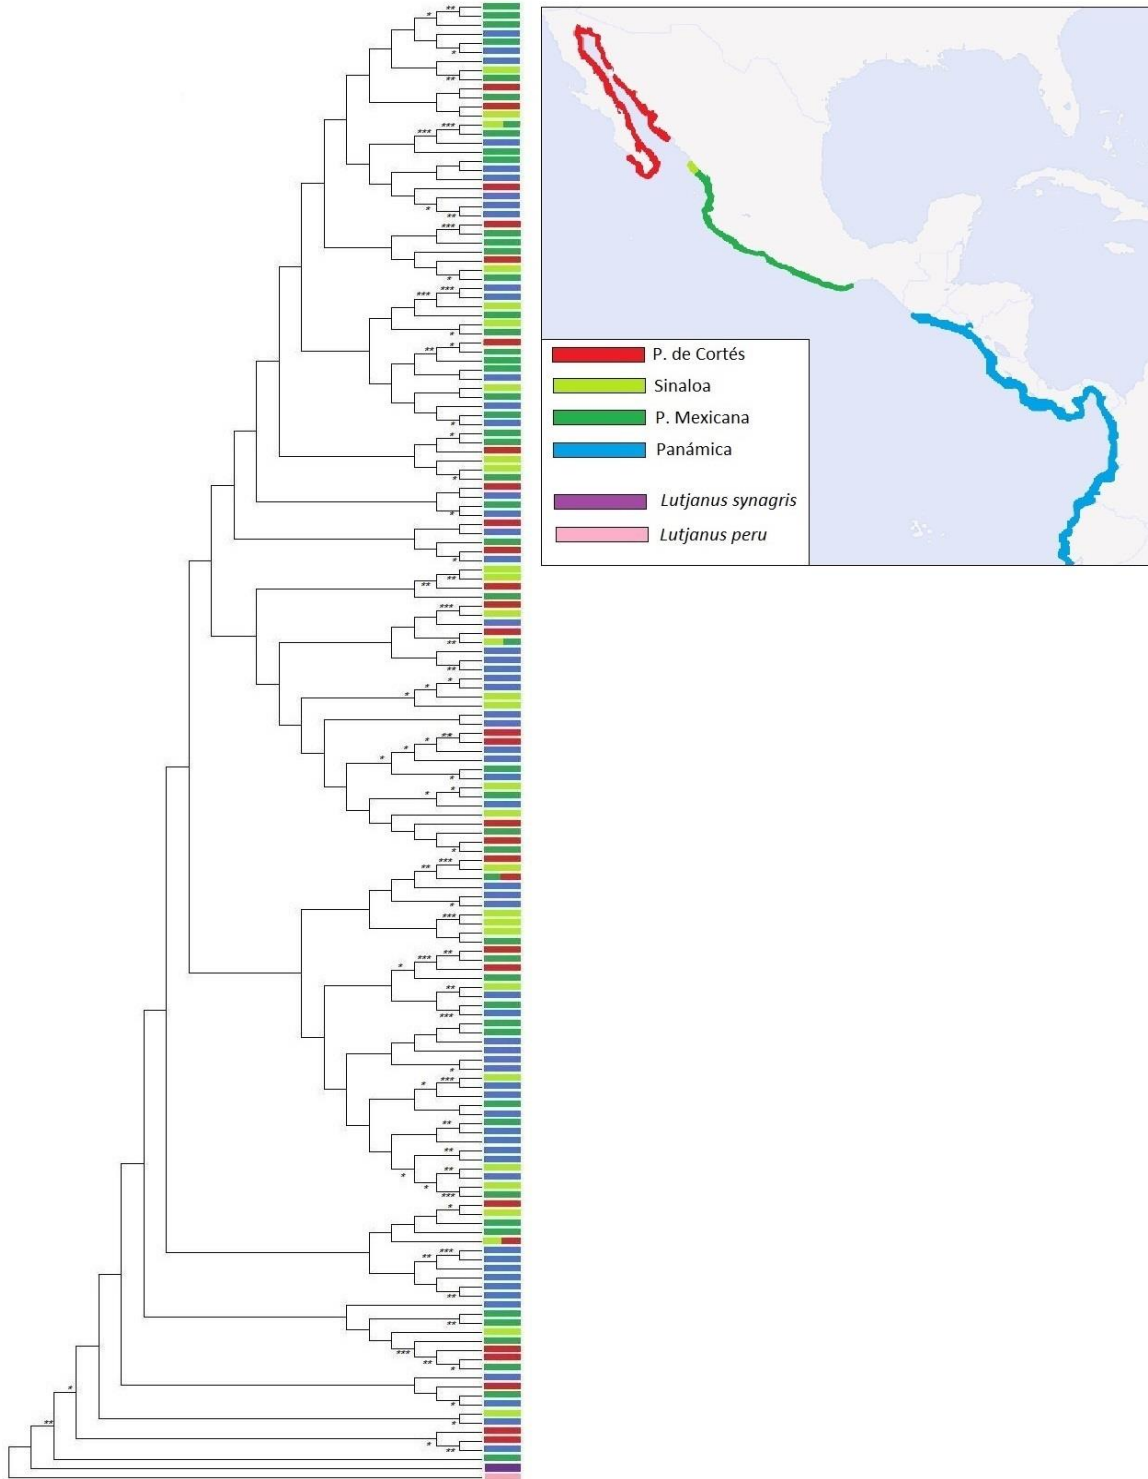 P. de Cortés
Sinaloa
P. Mexicana
Panámica
Lutjanus synagris
Lutjanus peru